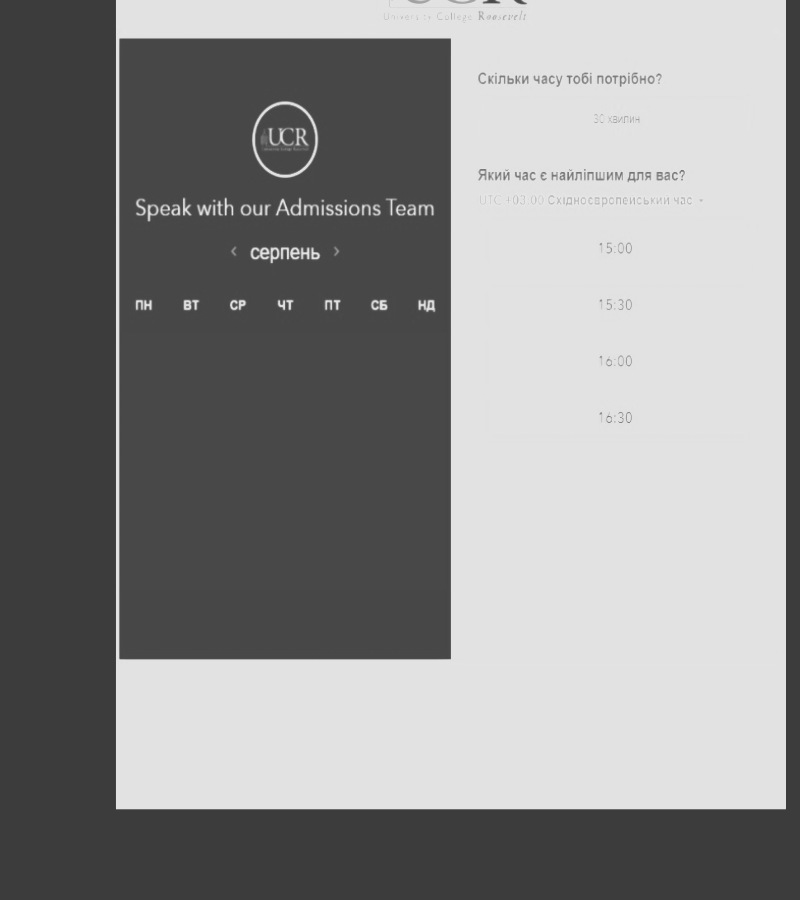 UCR
University College Roosevelt
UCR
Speak with our Admissions Team
‹ серпень ›
ПН ВТ СР ЧТ ПТ СБ НД
Скільки часу тобі потрібно?
30 хвилин
Який час є найліпшим для вас?
UTC +03:00 Східноєвропейський час
15:00
15:30
16:00
16:30